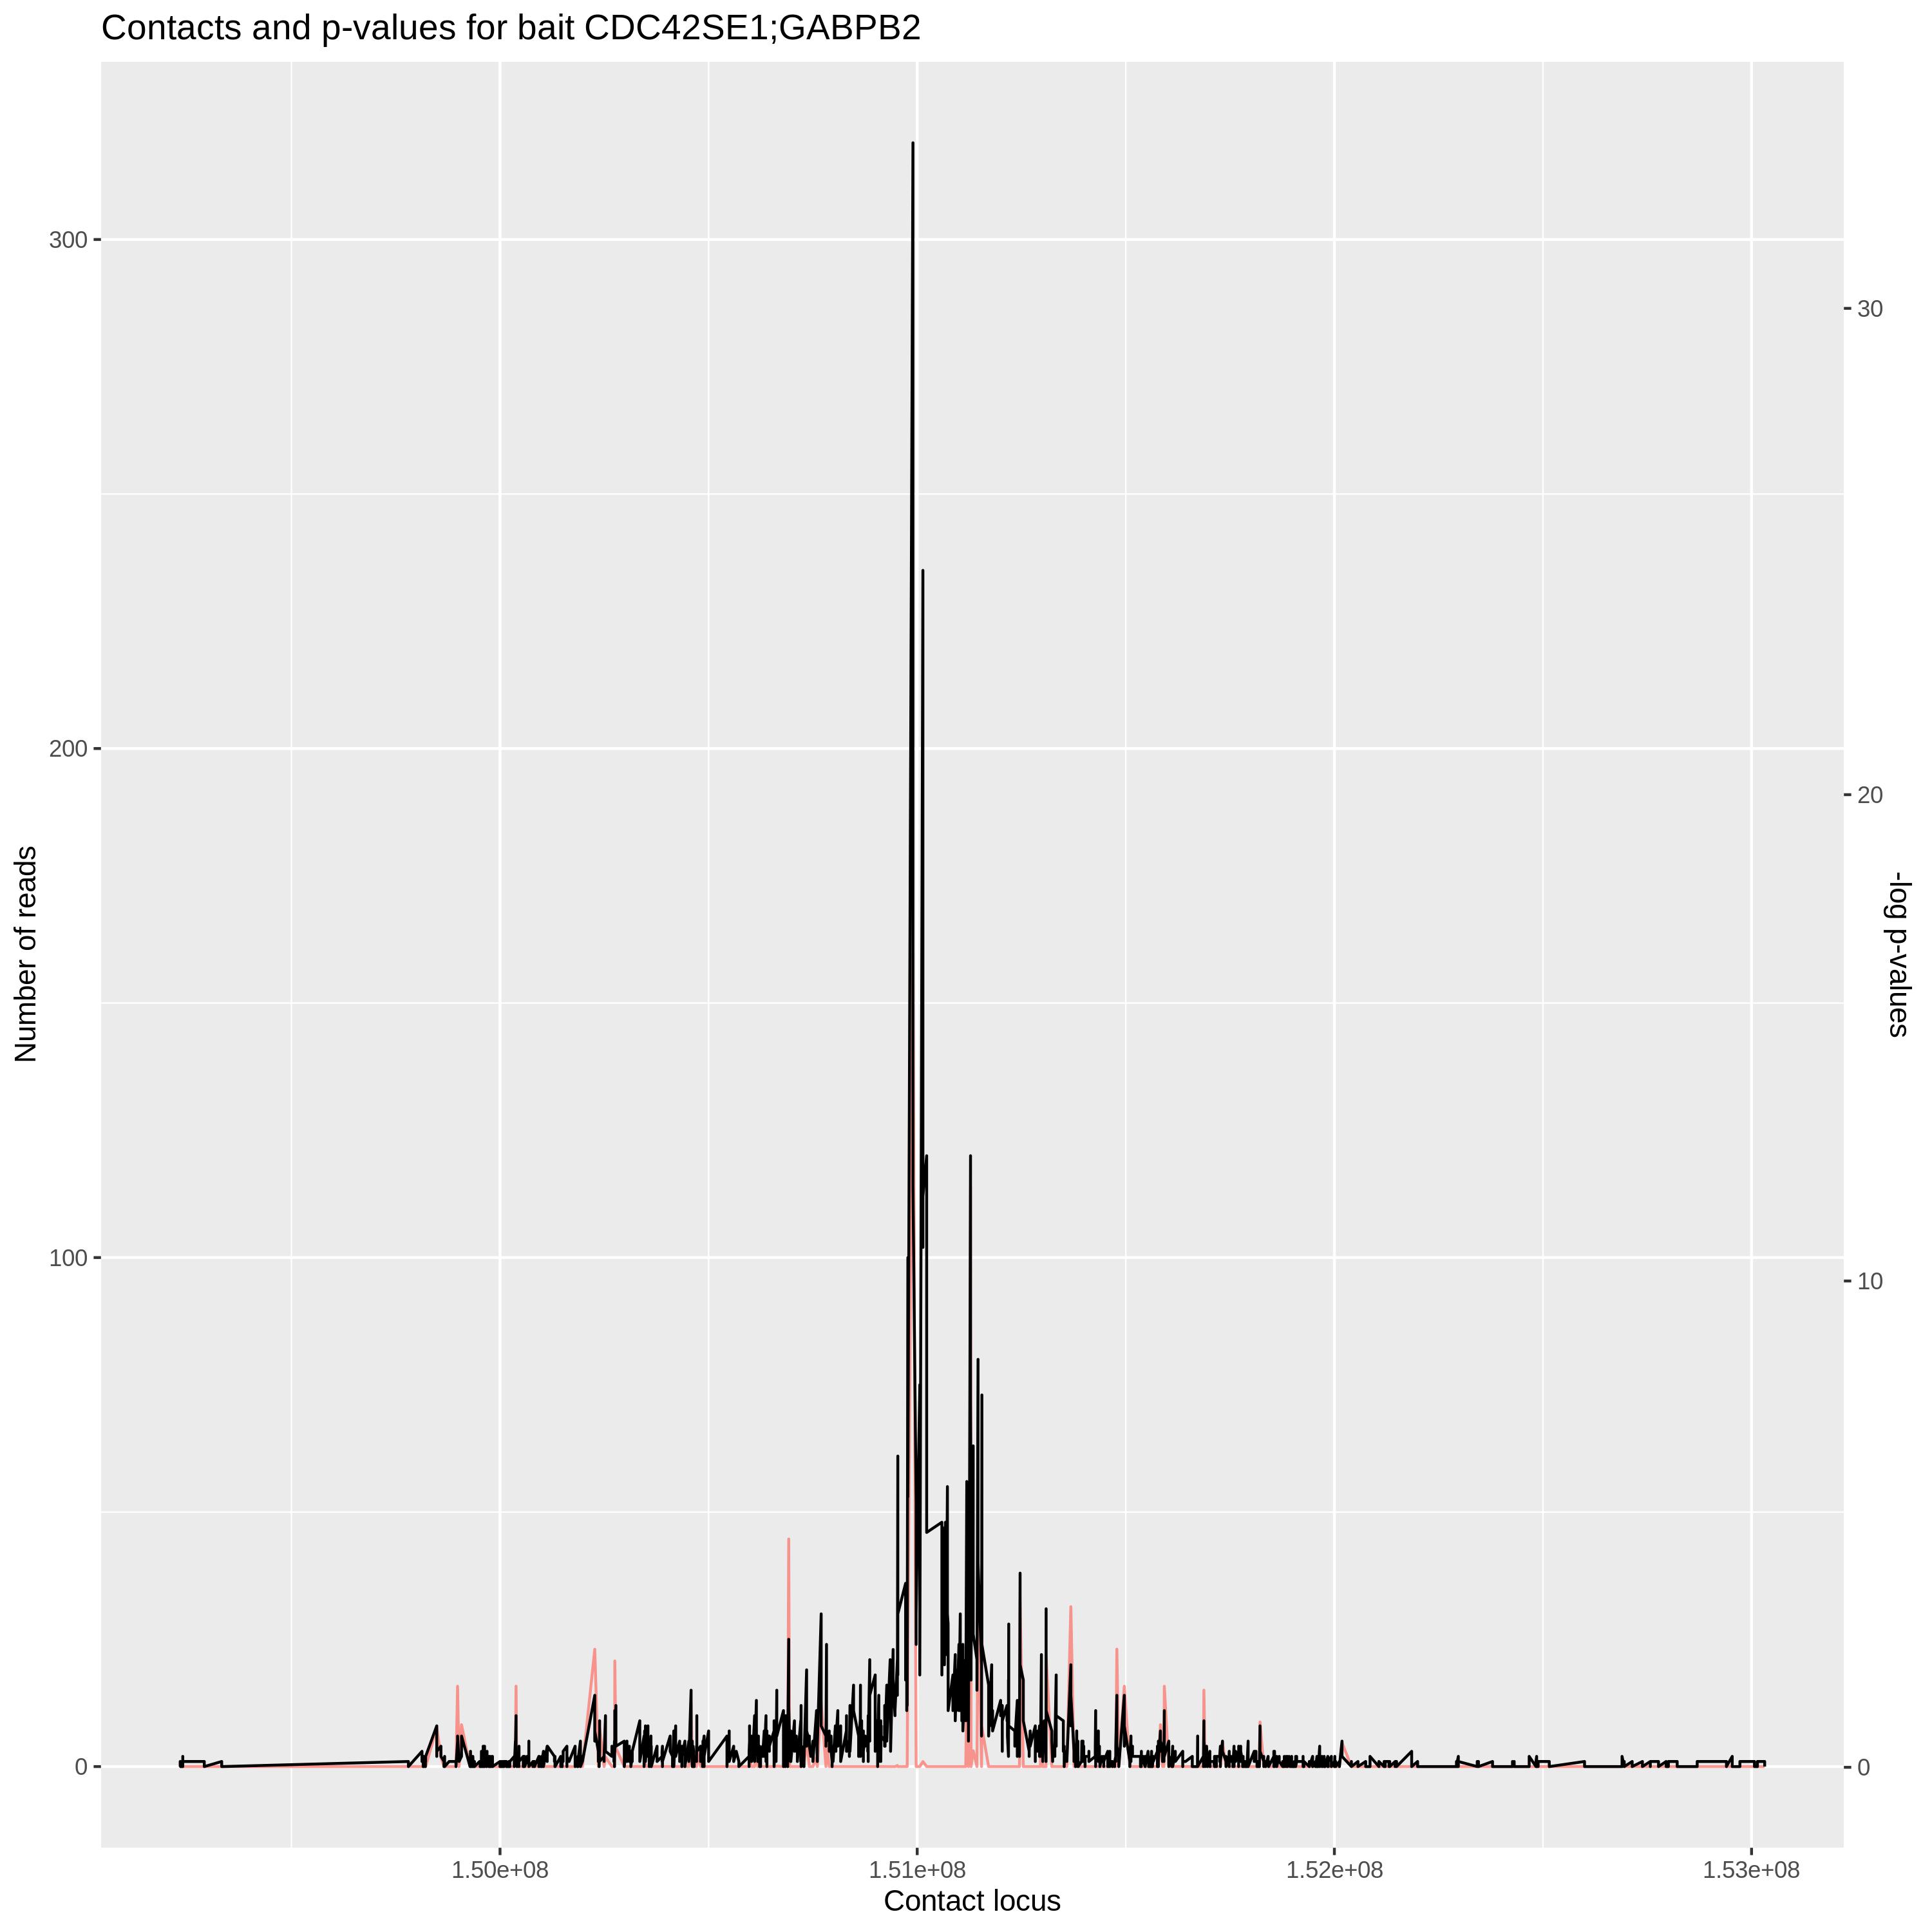 Contacts and p-values for bait CDC42SE1;GABPB2
300
200
100
0
Number of reads
30
20
10
0
-log p-values
1.50e+08
1.51e+08
1.52e+08
1.53e+08
Contact locus